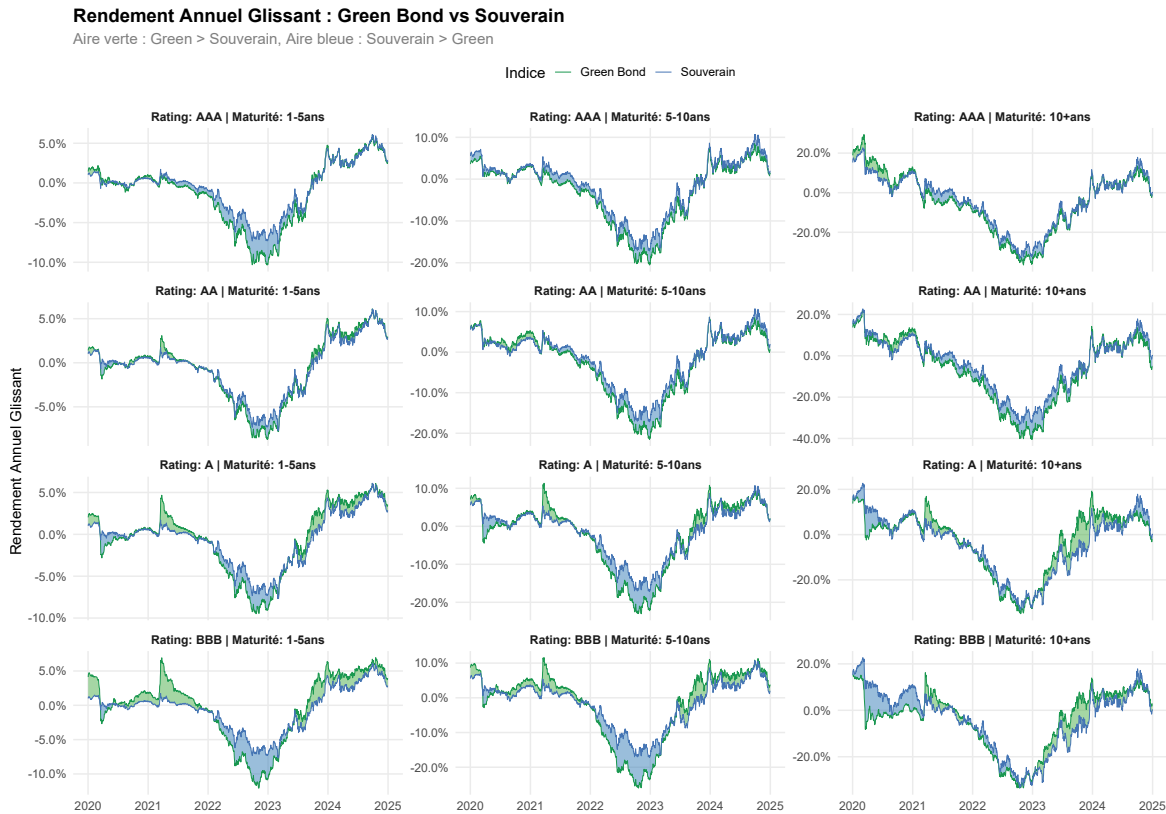 Rendement Annuel Glissant : Green Bond vs Souverain
Aire verte : Green > Souverain, Aire bleue : Souverain > Green
Indice Green Bond Souverain
Rendement Annuel Glissant
Rating: AAA | Maturité: 1-5ans
5.0%
0.0%
-5.0%
-10.0%
Rating: AAA | Maturité: 5-10ans
10.0%
0.0%
-10.0%
-20.0%
Rating: AAA | Maturité: 10+ans
20.0%
0.0%
-20.0%
Rating: AA | Maturité: 1-5ans
5.0%
0.0%
-5.0%
Rating: AA | Maturité: 5-10ans
10.0%
0.0%
-10.0%
-20.0%
Rating: AA | Maturité: 10+ans
20.0%
0.0%
-20.0%
-40.0%
Rating: A | Maturité: 1-5ans
5.0%
0.0%
-5.0%
-10.0%
Rating: A | Maturité: 5-10ans
10.0%
0.0%
-10.0%
-20.0%
Rating: A | Maturité: 10+ans
20.0%
0.0%
-20.0%
Rating: BBB | Maturité: 1-5ans
5.0%
0.0%
-5.0%
-10.0%
2020 2021 2022 2023 2024 2025
Rating: BBB | Maturité: 5-10ans
10.0%
0.0%
-10.0%
-20.0%
2020 2021 2022 2023 2024 2025
Rating: BBB | Maturité: 10+ans
20.0%
0.0%
-20.0%
2020 2021 2022 2023 2024 2025